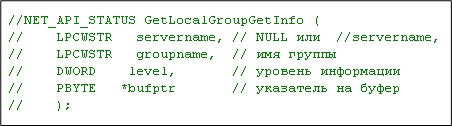 //NET_API_STATUS GetLocalGroupGetInfo (
//    LPCWSTR   servername, // NULL или  //servername,
//    LPCWSTR   groupname,  // имя группы
//    DWORD    level,       // уровень информации
//    PBYTE   *bufptr       // указатель на буфер
//    );